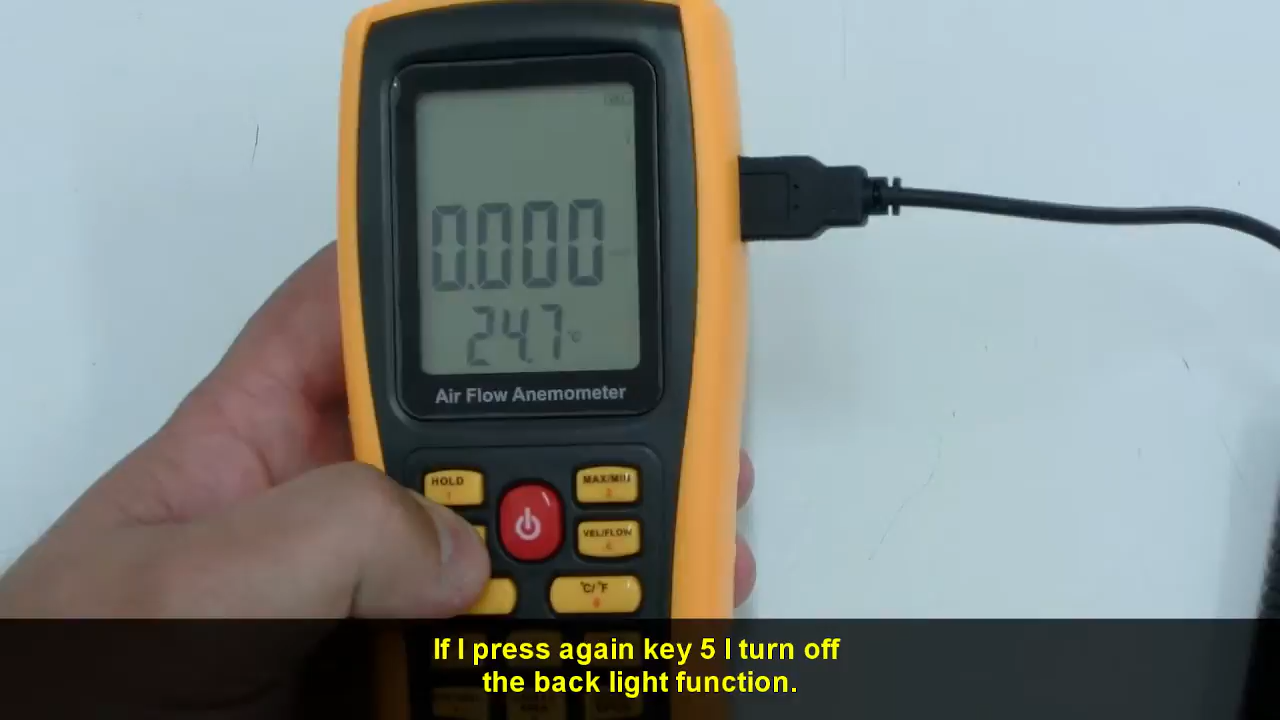 0.000
24.7 °C
Air Flow Anemometer
HOLD
1
MAX/MIN
VEL/FLOW
°C/°F
If I press again key 5 I turn off
the back light function.